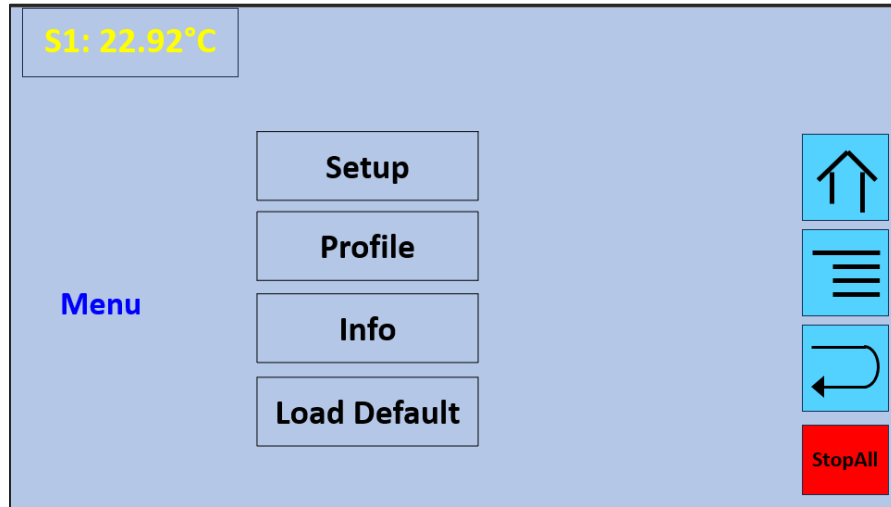 S1: 22.92°C
Setup
Profile
Menu
Info
Load Default
StopAll